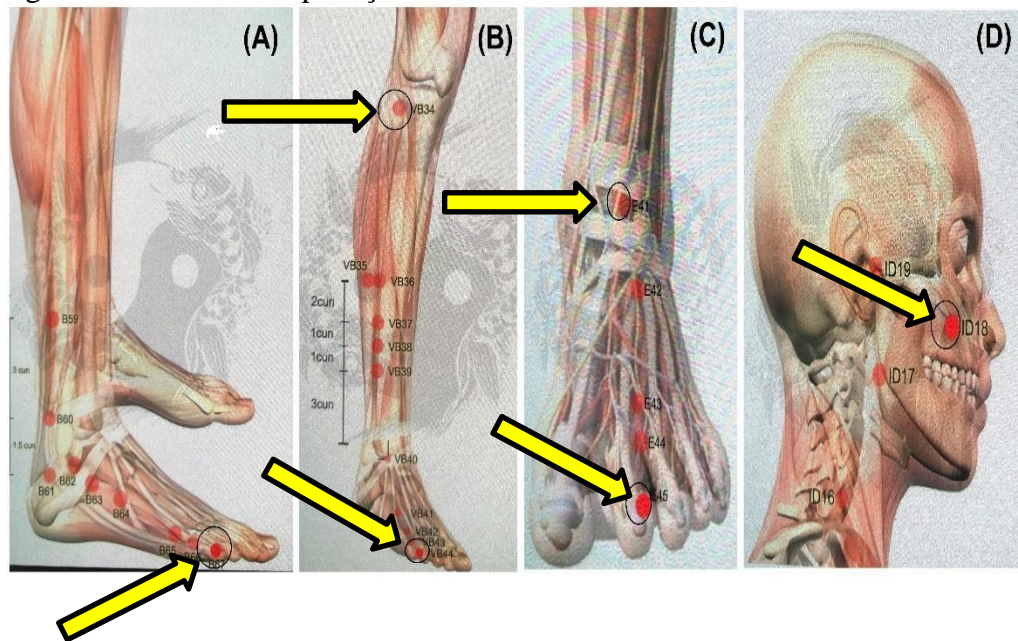 (A)
B59
3 cun
B60
1.5 cun
B61
B62
B63
B64
B65
B66
B67
(B)
VB34
VB35
VB36
2cun
VB37
1cun
VB38
1cun
VB39
3cun
VB40
VB41
VB42
VB43
VB44
(C)
E41
E42
E43
E44
E45
(D)
ID19
ID18
ID17
ID16